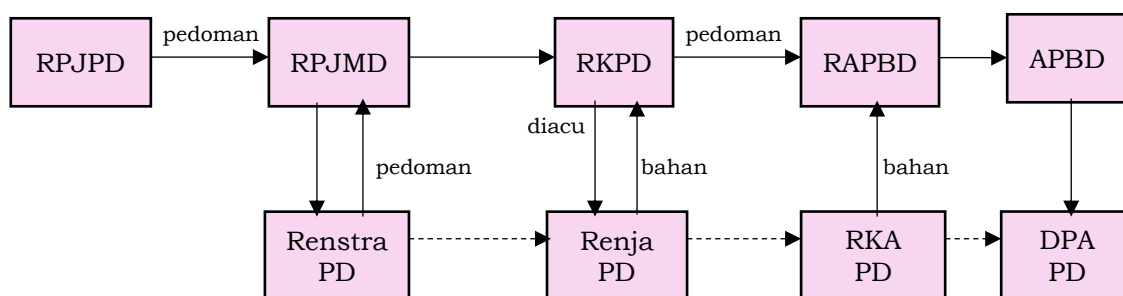 RPJPD
pedoman
RPJMD
RKPD
pedoman
RAPBD
APBD
diacu
pedoman
bahan
bahan
Renstra
PD
Renja
PD
RKA
PD
DPA
PD